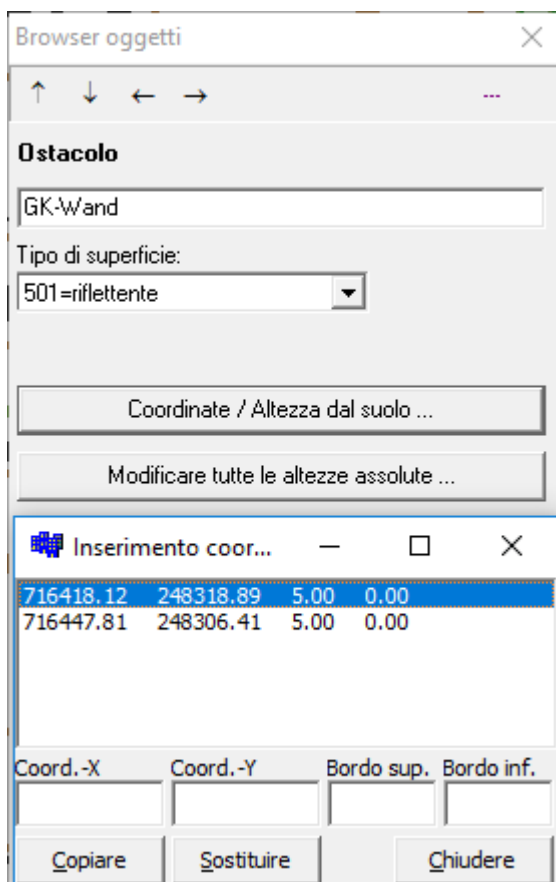 Browser oggetti
---
Ostacolo
GK-Wand
Tipo di superficie:
501=riflettente
Coordinate / Altezza dal suolo ...
Modificare tutte le altezze assolute ...
Inserimento coor...
716418.12 248318.89 5.00 0.00
716447.81 248306.41 5.00 0.00
Coord.-X Coord.-Y Bordo sup. Bordo inf.
Copiare Sostituire Chiudere